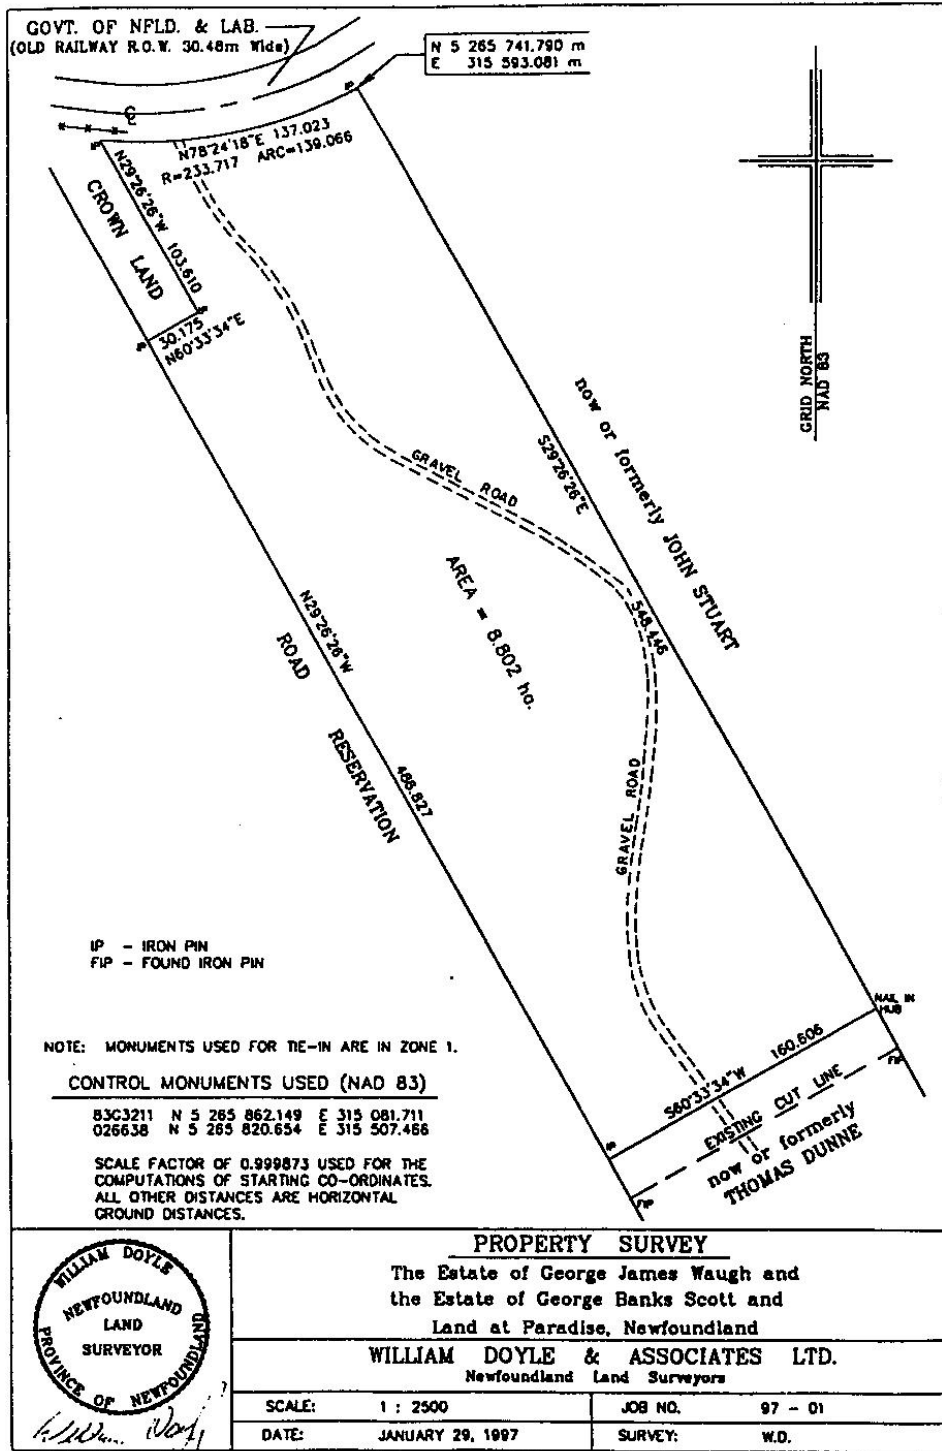 GOVT. OF NFLD. & LAB.
(OLD RAILWAY R.O.W. 30.48m Wide)
N 5 265 741.790 m
E 315 593.081 m
℄
IP
IP
N78°24'18"E 137.023
R=233.717 ARC=139.066
N29°26'26"W 103.610
CROWN LAND
IP
30.175
N60°33'34"E
IP
GRID NORTH
NAD 83
now or formerly JOHN STUART
S29°26'26"E
548.446
GRAVEL ROAD
AREA = 8.802 ha.
N29°26'26"W
486.827
ROAD RESERVATION
GRAVEL ROAD
IP - IRON PIN
FIP - FOUND IRON PIN
NAIL IN
HUB
S60°33'34"W 160.606
FIP
IP
EXISTING CUT LINE
FIP
now or formerly
THOMAS DUNNE
NOTE: MONUMENTS USED FOR TIE-IN ARE IN ZONE 1.
CONTROL MONUMENTS USED (NAD 83)
83G3211 N 5 265 862.149 E 315 081.711
026638 N 5 265 820.654 E 315 507.466
SCALE FACTOR OF 0.999873 USED FOR THE
COMPUTATIONS OF STARTING CO-ORDINATES.
ALL OTHER DISTANCES ARE HORIZONTAL
GROUND DISTANCES.
WILLIAM DOYLE
NEWFOUNDLAND
LAND
SURVEYOR
PROVINCE OF NEWFOUNDLAND
PROPERTY SURVEY
The Estate of George James Waugh and
the Estate of George Banks Scott and
Land at Paradise, Newfoundland
WILLIAM DOYLE & ASSOCIATES LTD.
Newfoundland Land Surveyors
SCALE: 1 : 2500
JOB NO. 97 - 01
DATE: JANUARY 29, 1997
SURVEY: W.D.